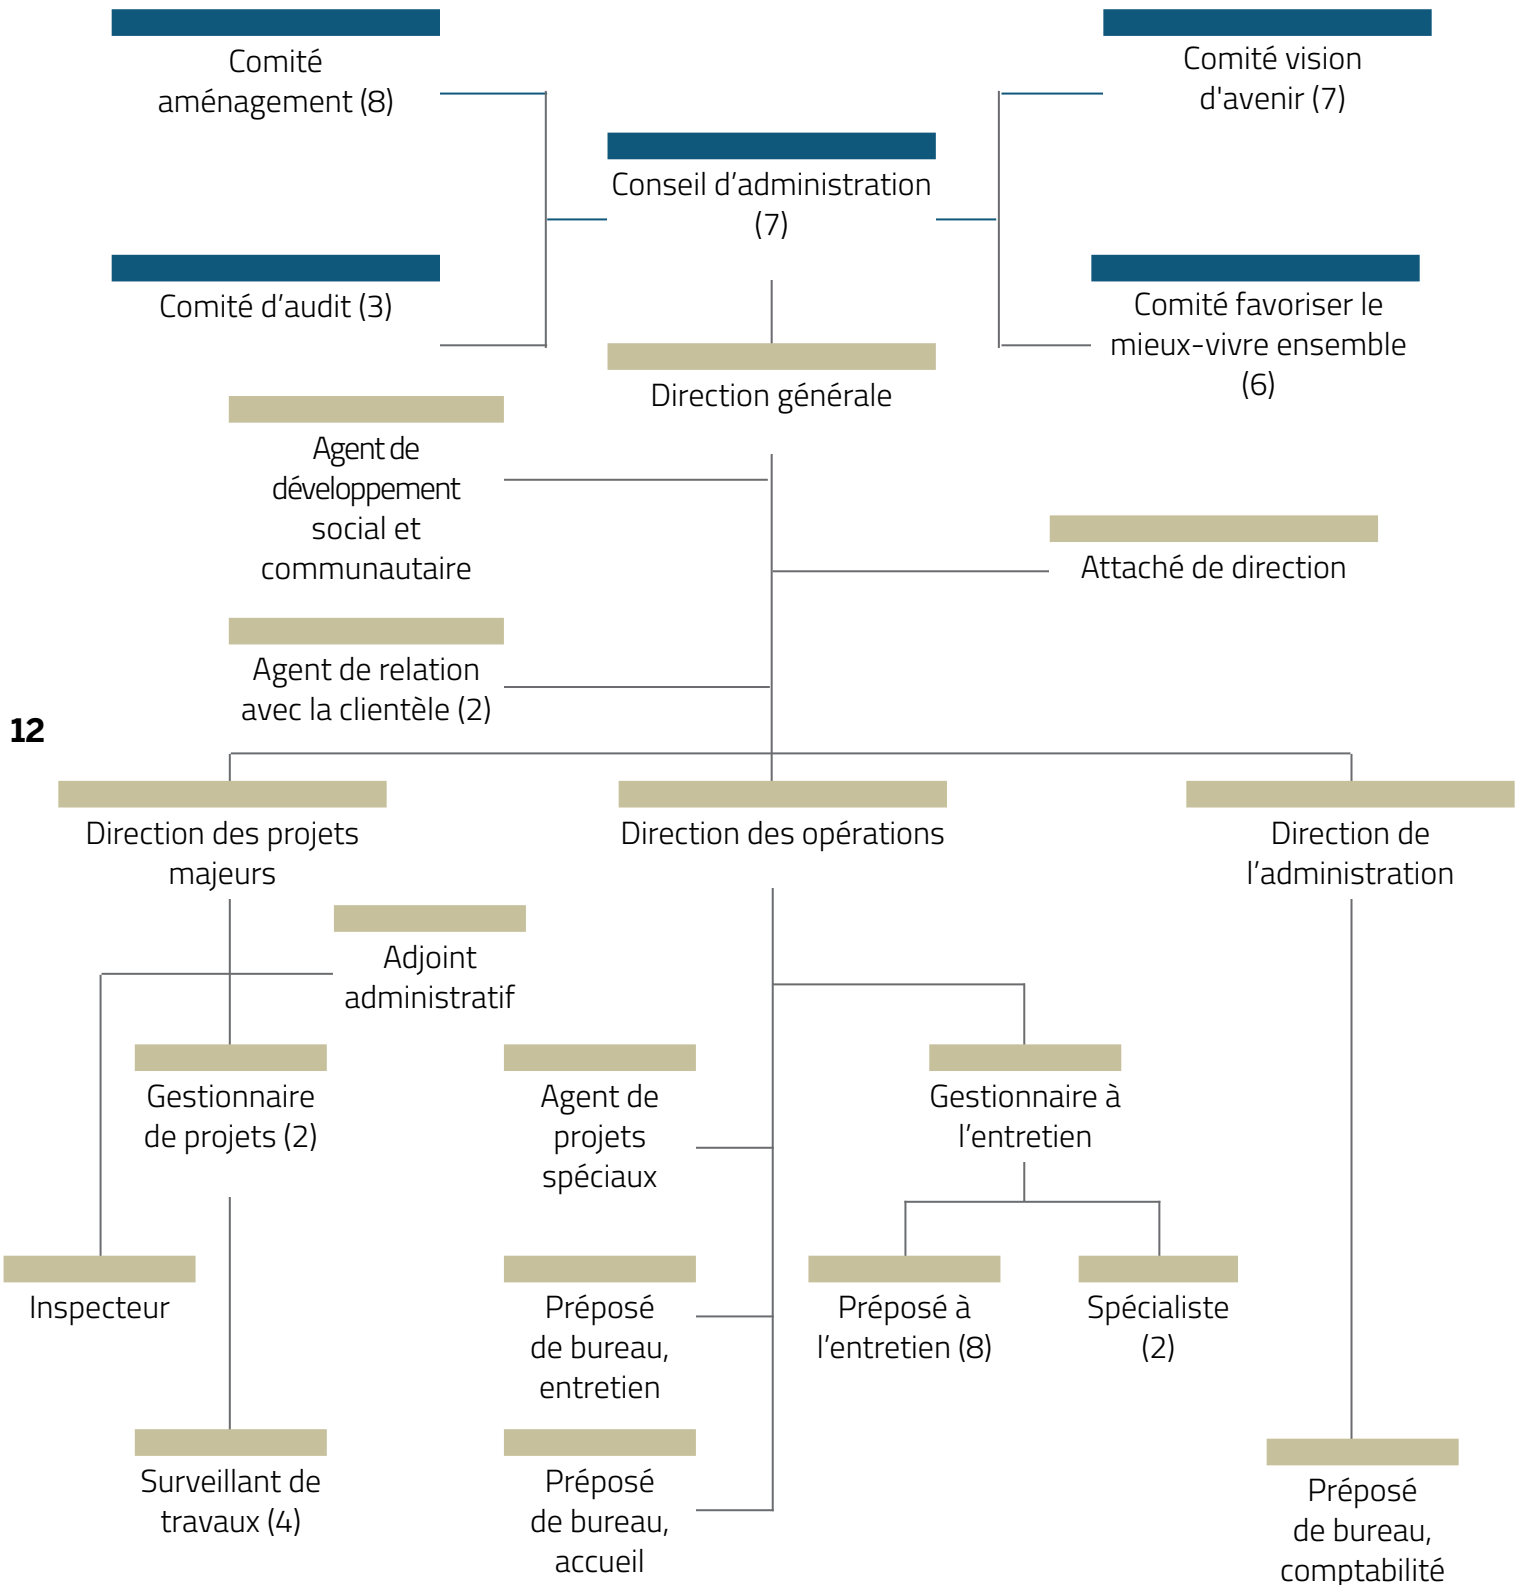 Comité
aménagement (8)
Comité vision
d'avenir (7)
Conseil d’administration
(7)
Comité d’audit (3)
Comité favoriser le
mieux-vivre ensemble
(6)
Direction générale
Agent de
développement
social et
communautaire
Attaché de direction
Agent de relation
avec la clientèle (2)
12
Direction des projets
majeurs
Direction des opérations
Direction de
l’administration
Adjoint
administratif
Gestionnaire
de projets (2)
Agent de
projets
spéciaux
Gestionnaire à
l’entretien
Inspecteur
Préposé
de bureau,
entretien
Préposé à
l’entretien (8)
Spécialiste
(2)
Surveillant de
travaux (4)
Préposé
de bureau,
accueil
Préposé
de bureau,
comptabilité